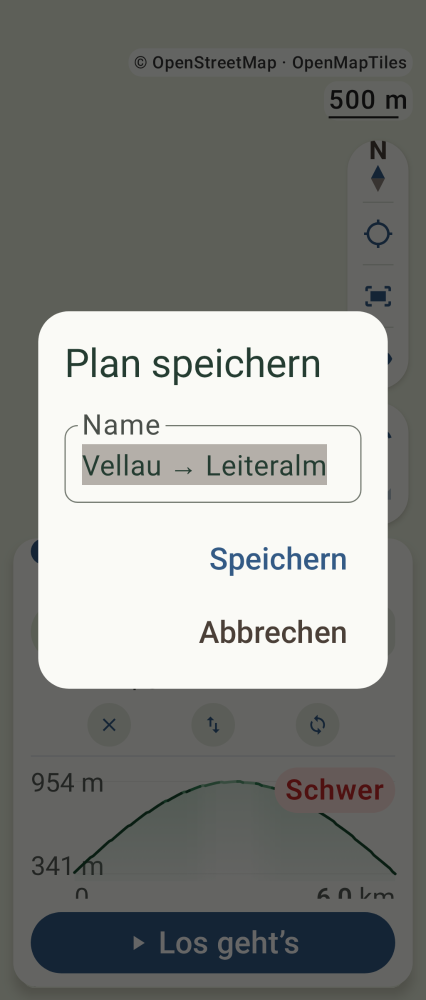 © OpenStreetMap · OpenMapTiles
500 m
N
Plan speichern
Name
Vellau → Leiteralm
Speichern
Abbrechen
954 m
Schwer
341 m
0
6.0 km
Los geht's